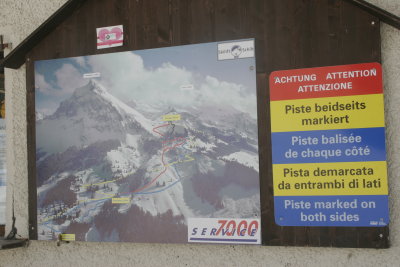 ACHTUNG ATTENTION
ATTENZIONE
Piste beidseits
markiert
Piste balisée
de chaque côté
Pista demarcata
da entrambi di lati
Piste marked on
both sides
7000
SERVICE